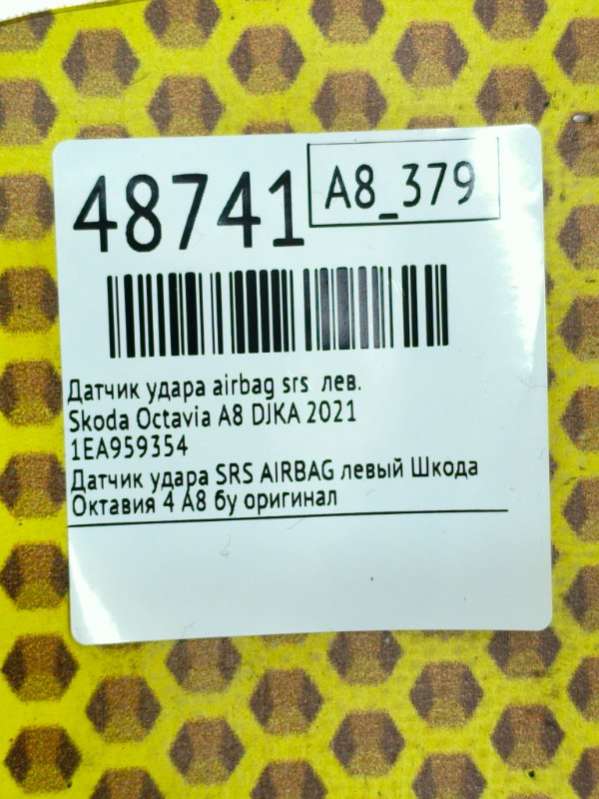 48741
A8_379
Датчик удара airbag srs лев.
Skoda Octavia A8 DJKA 2021
1EA959354
Датчик удара SRS AIRBAG левый Шкода
Октавия 4 А8 бу оригинал